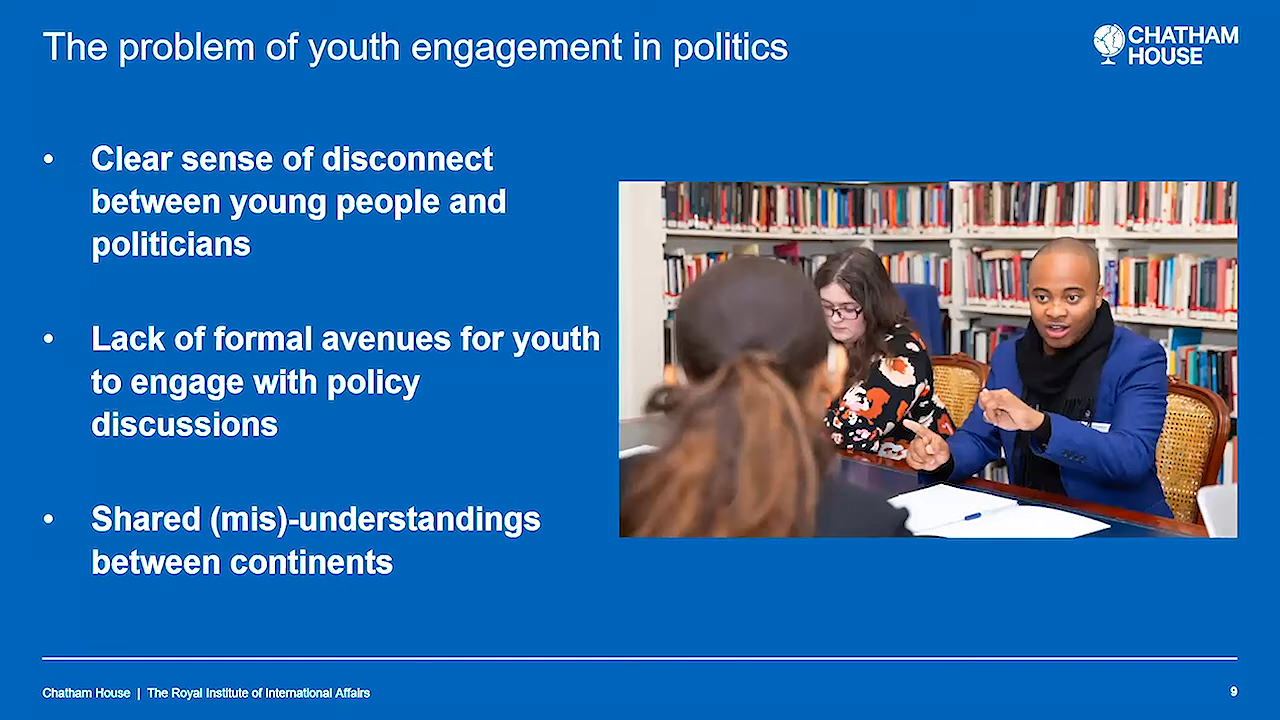 The problem of youth engagement in politics
CHATHAM
HOUSE
• Clear sense of disconnect
between young people and
politicians
• Lack of formal avenues for youth
to engage with policy
discussions
• Shared (mis)-understandings
between continents
Chatham House | The Royal Institute of International Affairs
9